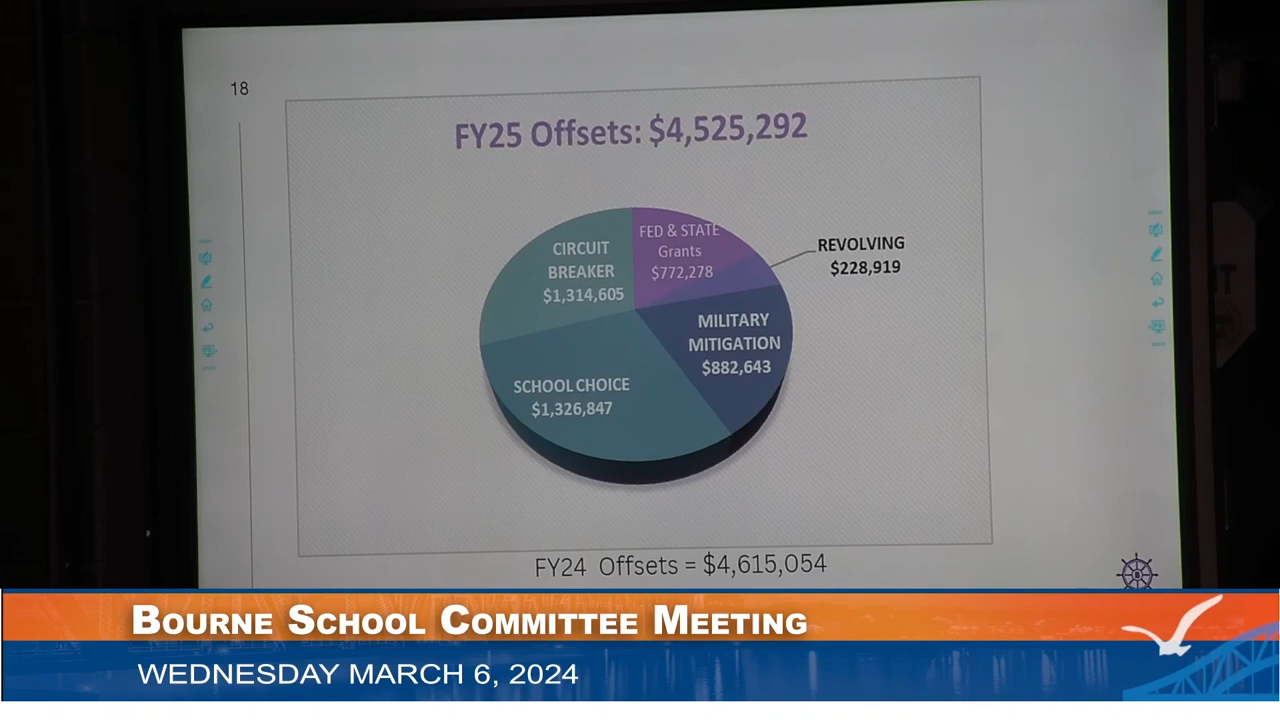 18
FY25 Offsets: $4,525,292
FED & STATE
Grants
$772,278
REVOLVING
$228,919
MILITARY
MITIGATION
$882,643
SCHOOL CHOICE
$1,326,847
CIRCUIT
BREAKER
$1,314,605
FY24 Offsets = $4,615,054
BOURNE SCHOOL COMMITTEE MEETING
WEDNESDAY MARCH 6, 2024